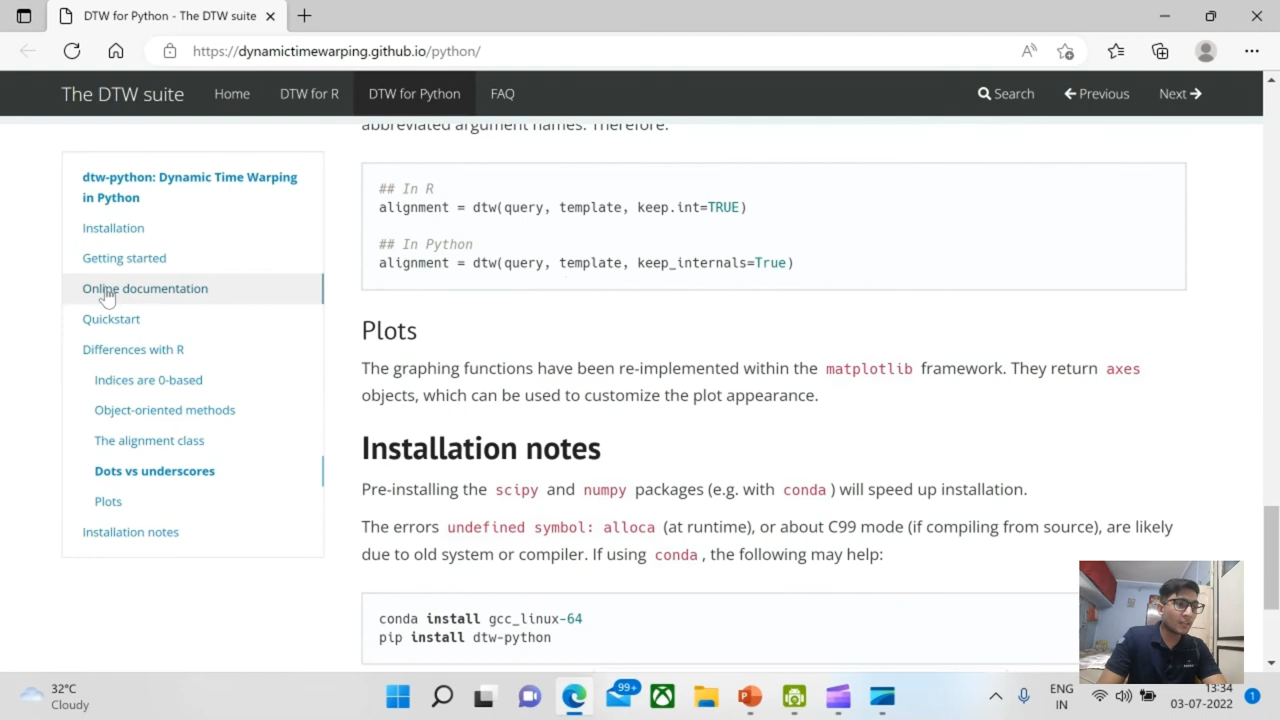 DTW for Python - The DTW suite
https://dynamictimewarping.github.io/python/
The DTW suite Home DTW for R DTW for Python FAQ Search Previous Next
dtw-python: Dynamic Time Warping
in Python
Installation
Getting started
Online documentation
Quickstart
Differences with R
Indices are 0-based
Object-oriented methods
The alignment class
Dots vs underscores
Plots
Installation notes
abbreviated argument names. Therefore:
## In R
alignment = dtw(query, template, keep.int=TRUE)
## In Python
alignment = dtw(query, template, keep_internals=True)
Plots
The graphing functions have been re-implemented within the matplotlib framework. They return axes
objects, which can be used to customize the plot appearance.
Installation notes
Pre-installing the scipy and numpy packages (e.g. with conda ) will speed up installation.
The errors undefined symbol: alloca (at runtime), or about C99 mode (if compiling from source), are likely
due to old system or compiler. If using conda , the following may help:
conda install gcc_linux-64
pip install dtw-python
32°C
Cloudy
99+
ENG
IN
13:34
03-07-2022
1